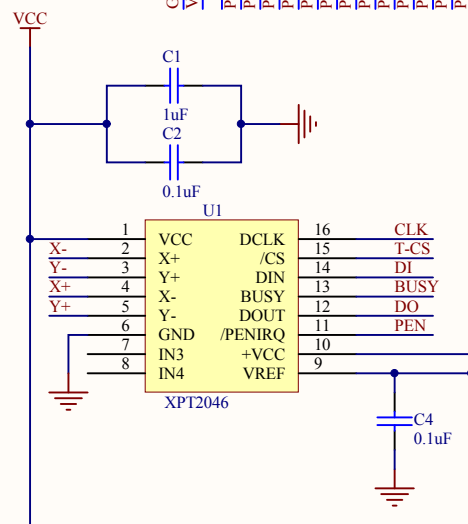 VCC
C1
1uF
C2
0.1uF
U1
1 VCC DCLK 16 CLK
X- 2 X+ /CS 15 T-CS
Y- 3 Y+ DIN 14 DI
X+ 4 X- BUSY 13 BUSY
Y+ 5 Y- DOUT 12 DO
6 GND /PENIRQ 11 PEN
7 IN3 +VCC 10
8 IN4 VREF 9
XPT2046
C4
0.1uF